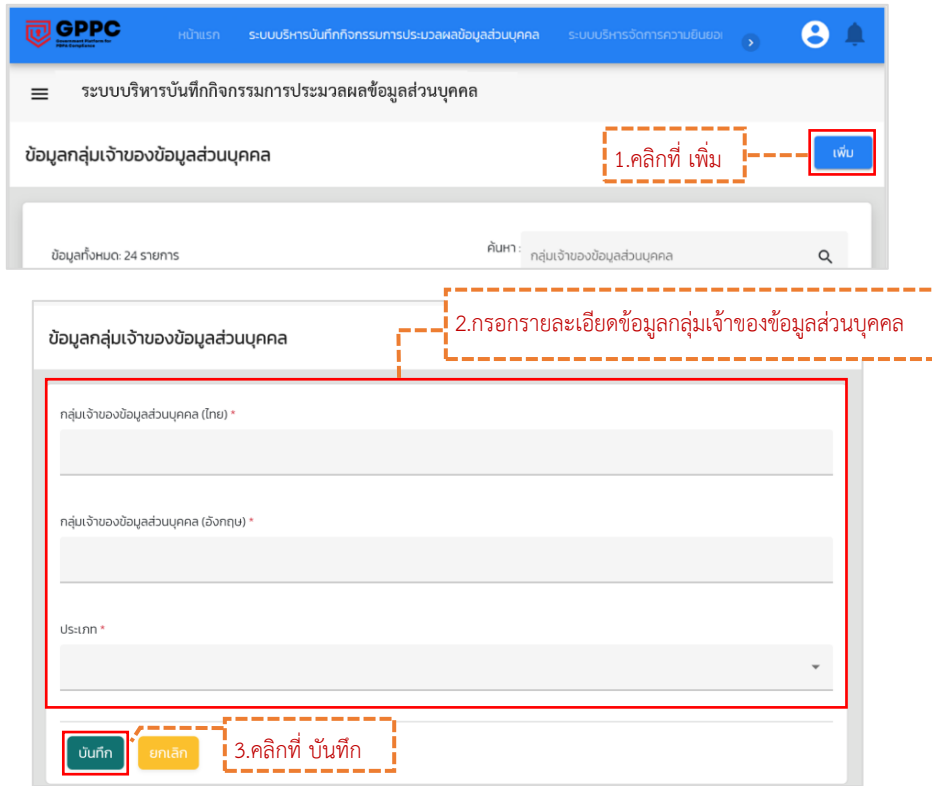 GPPC
Government Platform for
PDPA Compliance
หน้าแรก
ระบบบริหารบันทึกกิจกรรมการประมวลผลข้อมูลส่วนบุคคล
ระบบบริหารจัดการความยินยอ
ระบบบริหารบันทึกกิจกรรมการประมวลผลข้อมูลส่วนบุคคล
ข้อมูลกลุ่มเจ้าของข้อมูลส่วนบุคคล
1.คลิกที่ เพิ่ม
เพิ่ม
ข้อมูลทั้งหมด: 24 รายการ
ค้นหา :
กลุ่มเจ้าของข้อมูลส่วนบุคคล
2.กรอกรายละเอียดข้อมูลกลุ่มเจ้าของข้อมูลส่วนบุคคล
ข้อมูลกลุ่มเจ้าของข้อมูลส่วนบุคคล
กลุ่มเจ้าของข้อมูลส่วนบุคคล (ไทย) *
กลุ่มเจ้าของข้อมูลส่วนบุคคล (อังกฤษ) *
ประเภท *
บันทึก
ยกเลิก
3.คลิกที่ บันทึก